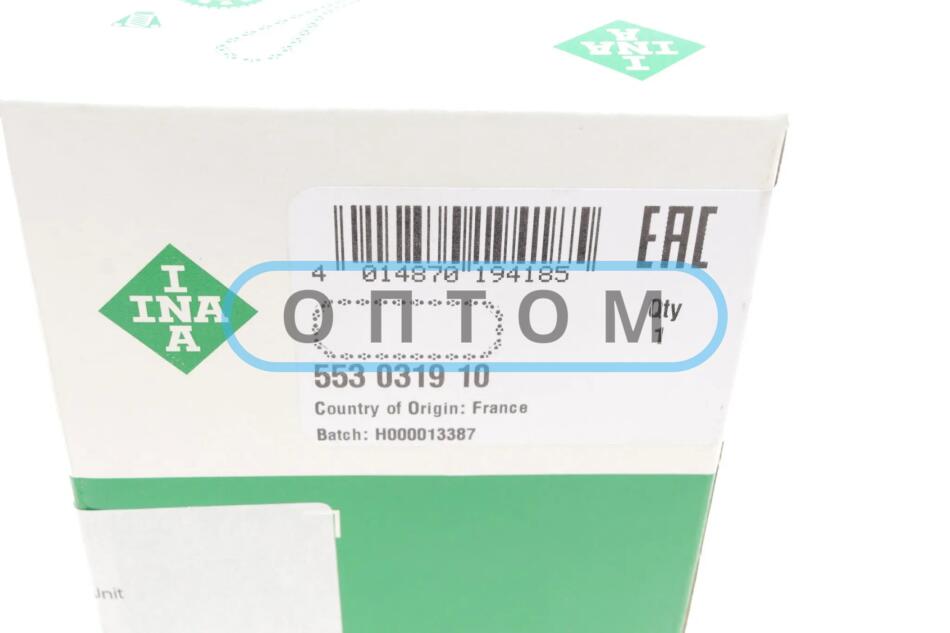 INA
INA
EAC
4 014870 194185
ОПТОМ
Qty
1
553 0319 10
Country of Origin: France
Batch: H000013387
Unit